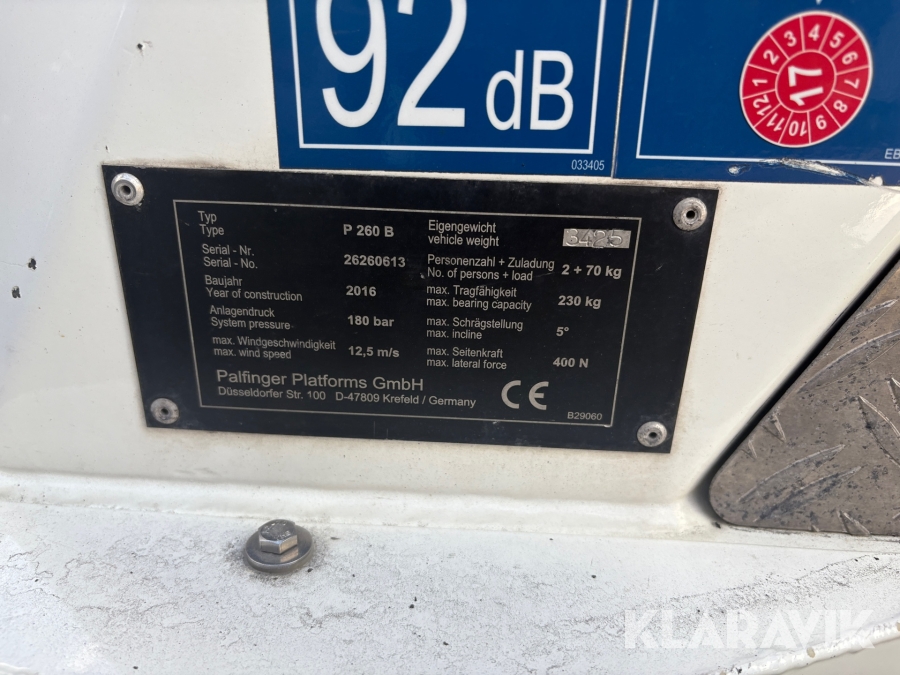 92 dB
033405
EB
1 2 3 4 5 6 7 8 9 10 11 12
17
Typ
Type P 260 B
Serial - Nr.
Serial - No. 26260613
Baujahr
Year of construction 2016
Anlagendruck
System pressure 180 bar
max. Windgeschwindigkeit
max. wind speed 12,5 m/s
Eigengewicht
vehicle weight 3425
Personenzahl + Zuladung
No. of persons + load 2 + 70 kg
max. Tragfähigkeit
max. bearing capacity 230 kg
max. Schrägstellung
max. incline 5°
max. Seitenkraft
max. lateral force 400 N
Palfinger Platforms GmbH
Düsseldorfer Str. 100 D-47809 Krefeld / Germany
CE
B29060
KLARAVIK